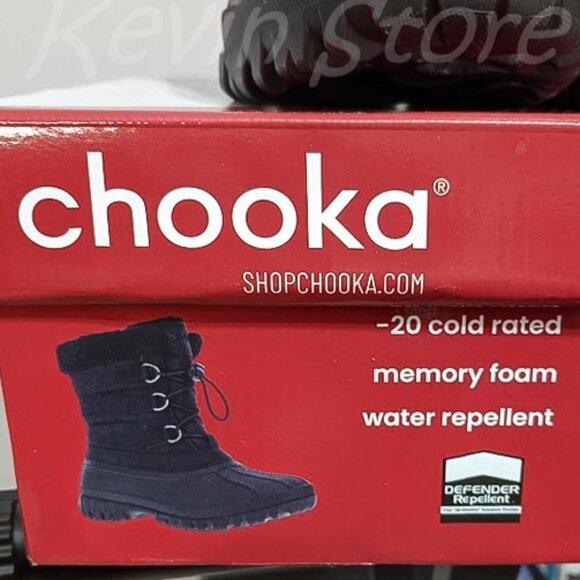 Kevin Store
chooka®
SHOPCHOOKA.COM
-20 cold rated
memory foam
water repellent
DEFENDER
Repellent